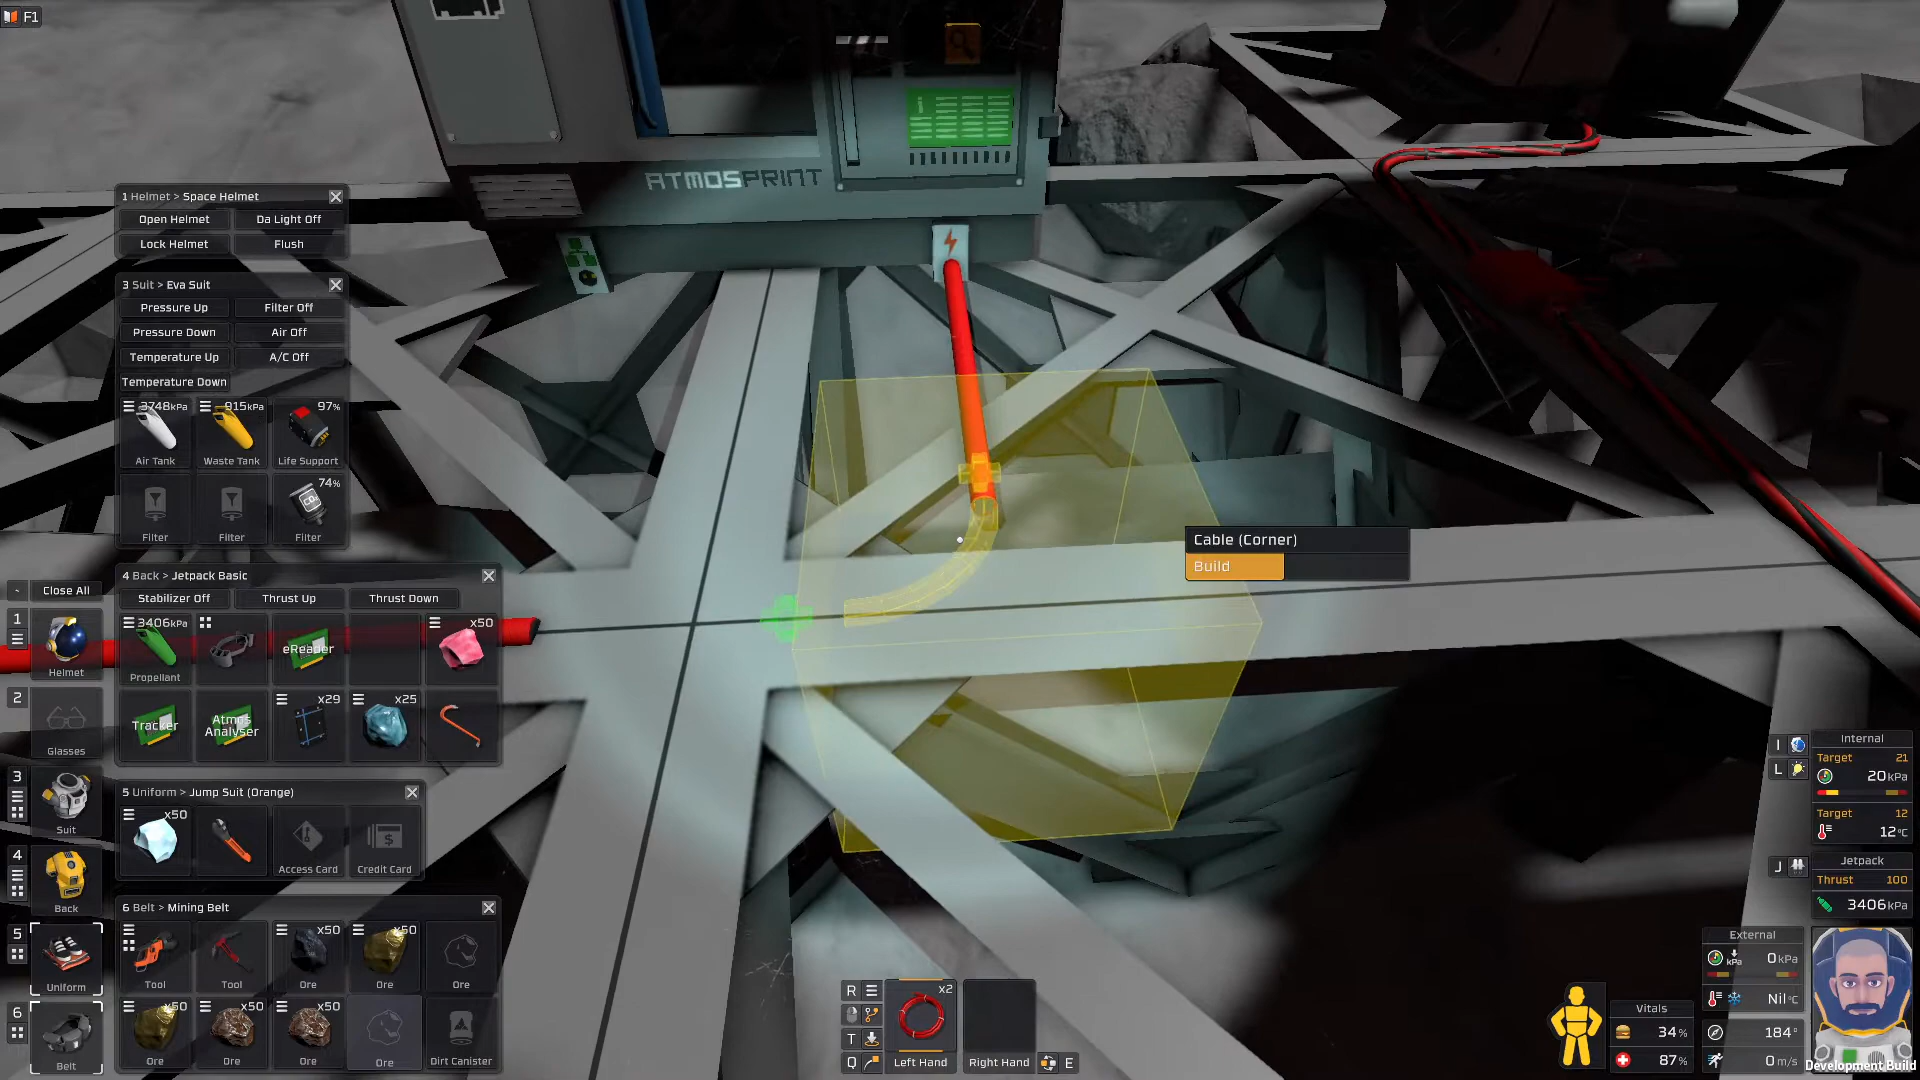 F1
ATMOSPRINT
1 Helmet > Space Helmet
Open Helmet
Da Light Off
Lock Helmet
Flush
3 Suit > Eva Suit
Pressure Up
Filter Off
Pressure Down
Air Off
Temperature Up
A/C Off
Temperature Down
3748kPa
915kPa
97%
Air Tank
Waste Tank
Life Support
74%
Filter
Filter
Filter
Cable (Corner)
Build
4 Back > Jetpack Basic
- Close All
Stabilizer Off
Thrust Up
Thrust Down
1
3406kPa
x50
eReader
Propellant
Helmet
2
x29
x25
Tracker
Atmos
Analyser
Glasses
3
5 Uniform > Jump Suit (Orange)
x50
Suit
4
Access Card
Credit Card
Back
6 Belt > Mining Belt
5
x50
x50
Tool
Tool
Ore
Ore
Ore
Uniform
6
x50
x50
x50
Ore
Ore
Ore
Ore
Dirt Canister
Belt
R
T
Q
x2
Left Hand
Right Hand
E
Internal
I
Target 21
L
20kPa
Target 12
12°C
Jetpack
J
Thrust 100
3406kPa
External
kPa
0kPa
Nil°C
Vitals
34%
184°
87%
0m/s
Development Build